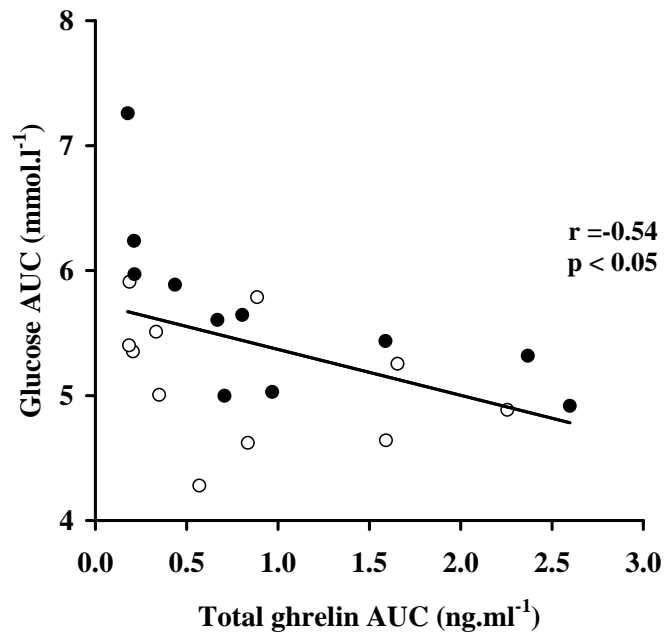 8
7
6
5
4
Glucose AUC (mmol.l⁻¹)
r =-0.54
p < 0.05
0.0 0.5 1.0 1.5 2.0 2.5 3.0
Total ghrelin AUC (ng.ml⁻¹)